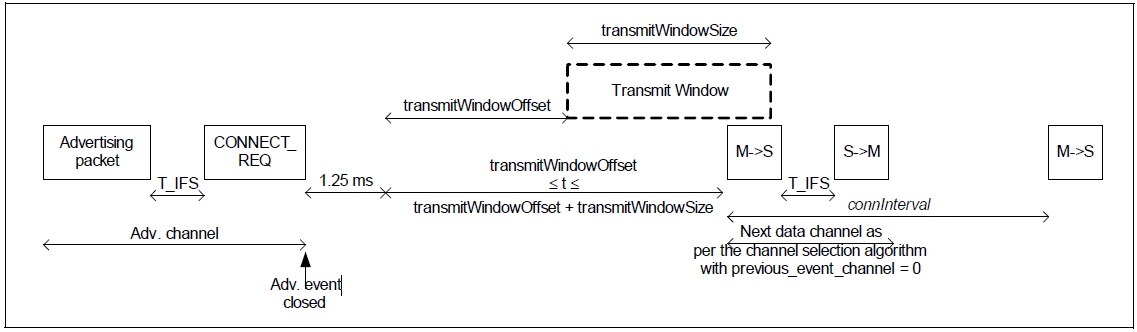 transmitWindowSize
Transmit Window
transmitWindowOffset
Advertising
packet
CONNECT_
REQ
M->S
S->M
M->S
T_IFS
1.25 ms
transmitWindowOffset
≤ t ≤
transmitWindowOffset + transmitWindowSize
T_IFS
connInterval
Adv. channel
Next data channel as
per the channel selection algorithm
with previous_event_channel = 0
Adv. event
closed